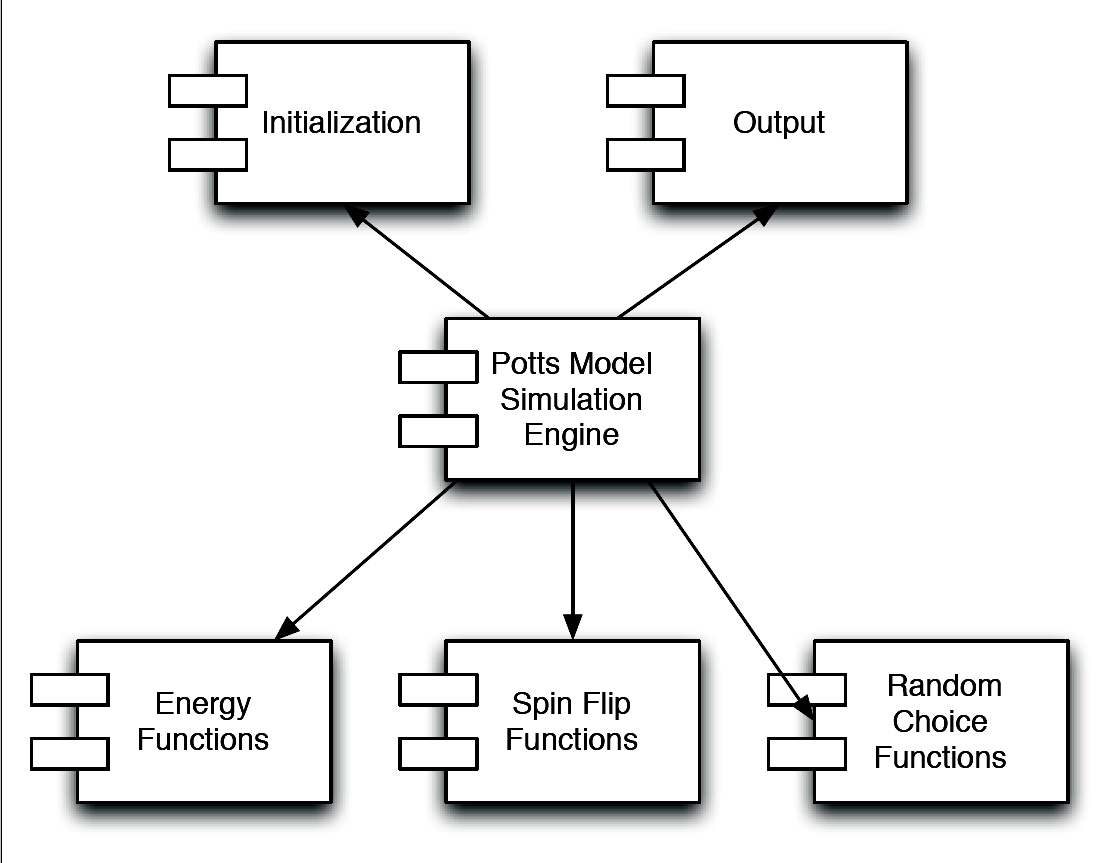 Initialization
Output
Potts Model
Simulation
Engine
Energy
Functions
Spin Flip
Functions
Random
Choice
Functions